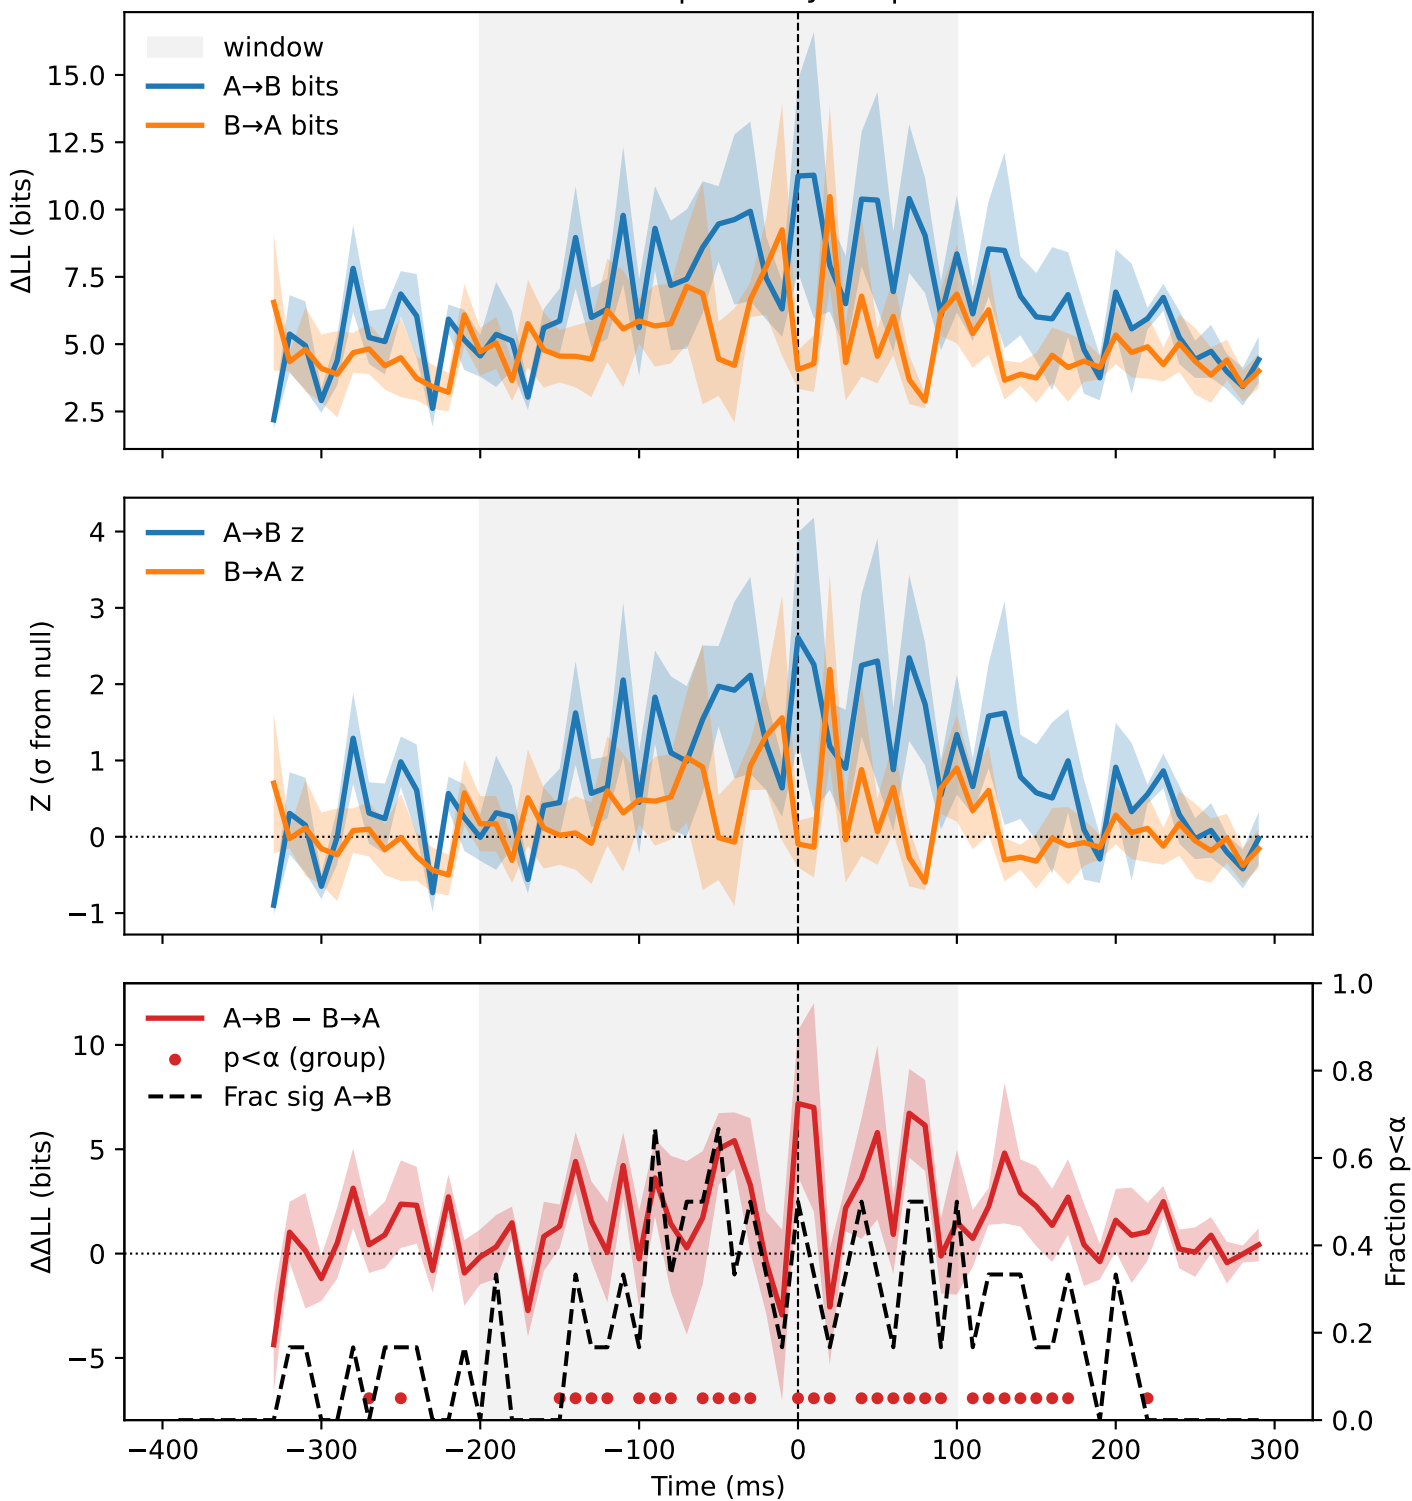 window
A→B bits
B→A bits
ΔLL (bits)
15.0
12.5
10.0
7.5
5.0
2.5
A→B z
B→A z
Z (σ from null)
4
3
2
1
0
−1
A→B − B→A
p<α (group)
Frac sig A→B
ΔΔLL (bits)
10
5
0
−5
1.0
0.8
0.6
0.4
0.2
0.0
Fraction p<α
−400 −300 −200 −100 0 100 200 300
Time (ms)